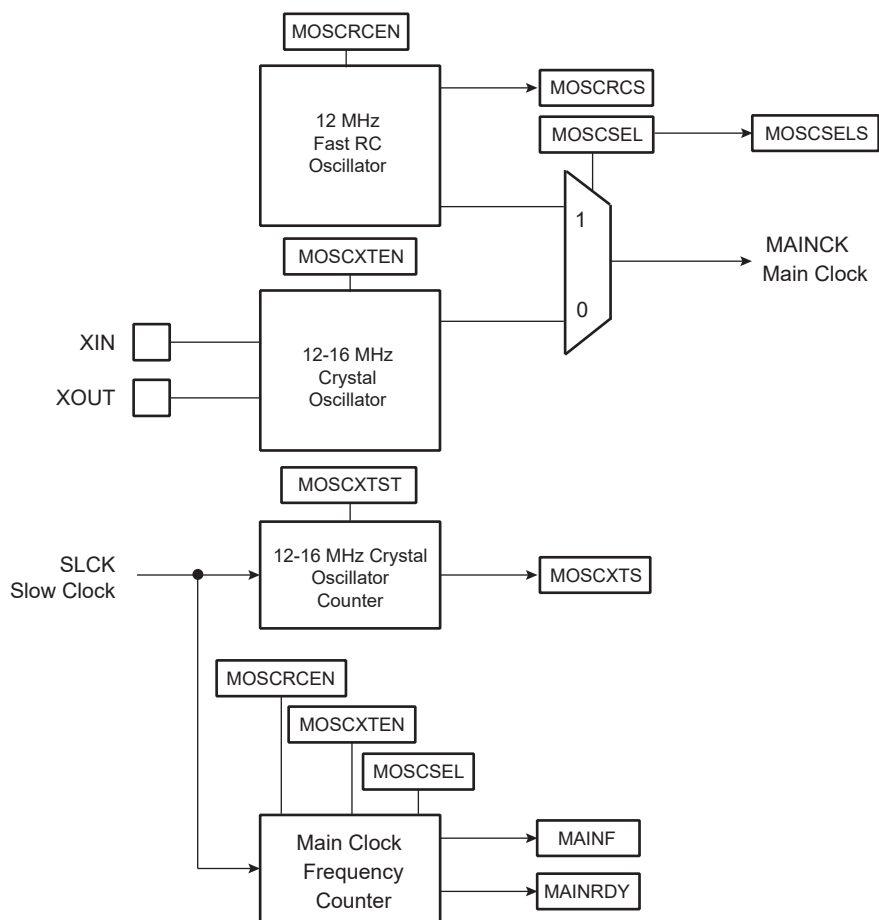 MOSCRCEN
12 MHz
Fast RC
Oscillator
MOSCRCS
MOSCSEL
MOSCSELS
1
0
MAINCK
Main Clock
MOSCXTEN
XIN
XOUT
12-16 MHz
Crystal
Oscillator
MOSCXTST
SLCK
Slow Clock
12-16 MHz Crystal
Oscillator
Counter
MOSCXTS
MOSCRCEN
MOSCXTEN
MOSCSEL
Main Clock
Frequency
Counter
MAINF
MAINRDY